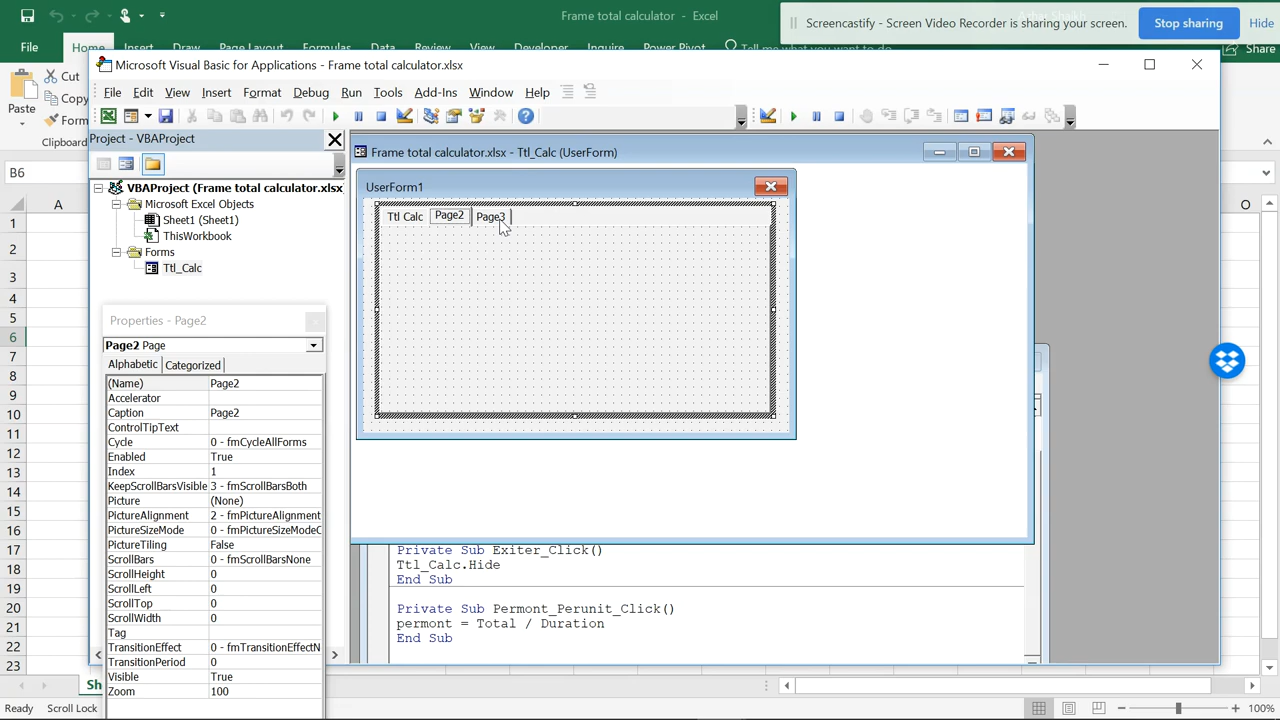 Frame total calculator - Excel
Screencastify - Screen Video Recorder is sharing your screen.
Stop sharing
Hide
File Home Insert Draw Page Layout Formulas Data Review View Developer Inquire Power Pivot Tell me what you want to do
Share
Cut
Copy
Paste
Clipboard
B6
Microsoft Visual Basic for Applications - Frame total calculator.xlsx
File Edit View Insert Format Debug Run Tools Add-Ins Window Help
Project - VBAProject
VBAProject (Frame total calculator.xlsx)
Microsoft Excel Objects
Sheet1 (Sheet1)
ThisWorkbook
Forms
Ttl_Calc
Frame total calculator.xlsx - Ttl_Calc (UserForm)
UserForm1
Ttl Calc Page2 Page3
Properties - Page2
Page2 Page
Alphabetic Categorized
(Name) Page2
Accelerator
Caption Page2
ControlTipText
Cycle 0 - fmCycleAllForms
Enabled True
Index 1
KeepScrollBarsVisible 3 - fmScrollBarsBoth
Picture (None)
PictureAlignment 2 - fmPictureAlignment
PictureSizeMode 0 - fmPictureSizeModeC
PictureTiling False
ScrollBars 0 - fmScrollBarsNone
ScrollHeight 0
ScrollLeft 0
ScrollTop 0
ScrollWidth 0
Tag
TransitionEffect 0 - fmTransitionEffectN
TransitionPeriod 0
Visible True
Zoom 100
Private Sub Exiter_Click()
Ttl_Calc.Hide
End Sub
Private Sub Permont_Perunit_Click()
permont = Total / Duration
End Sub
A
O
1
2
3
4
5
6
7
8
9
10
11
12
13
14
15
16
17
18
19
20
21
22
23
Sh
Ready Scroll Lock
100%